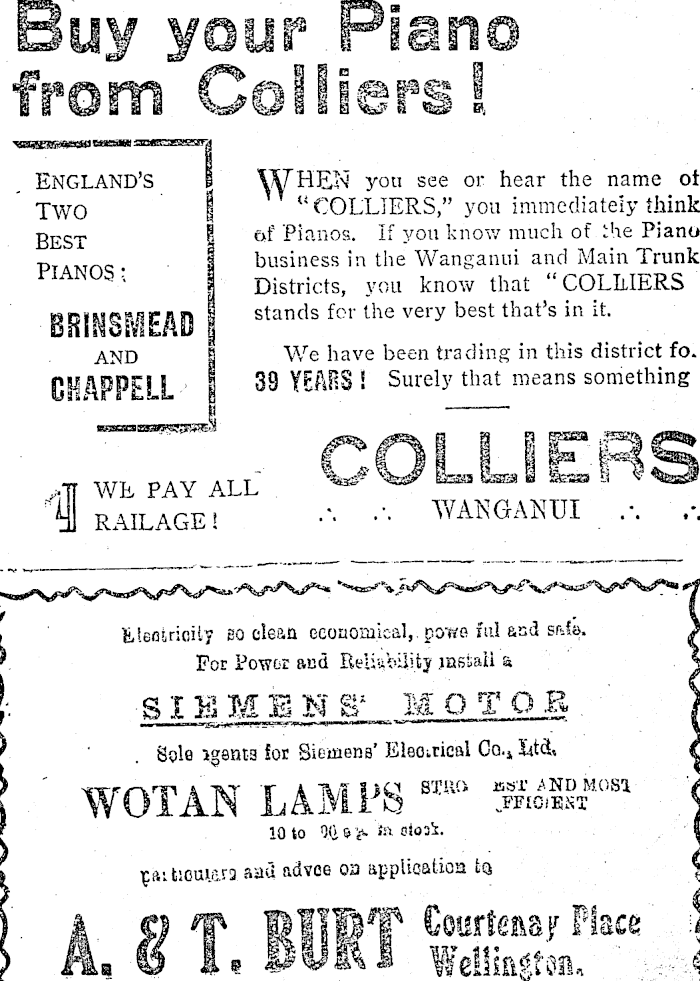 Buy your Piano
from Colliers!
ENGLAND'S
TWO
BEST
PIANOS:
BRINSMEAD
AND
CHAPPELL
WE PAY ALL
RAILAGE!
WHEN you see or hear the name of
"COLLIERS," you immediately think
of Pianos. If you know much of the Piano
business in the Wanganui and Main Trunk
Districts, you know that "COLLIERS
stands for the very best that's in it.
We have been trading in this district fo.
39 YEARS! Surely that means something
COLLIERS
WANGANUI
Electricity so clean economical, powe ful and safe.
For Power and Reliability install a
SIEMENS' MOTOR
Sole agents for Siemens' Electrical Co., Ltd.
WOTAN LAMPS STRO EST AND MOST
FFICIENT
10 to in stock.
particulars and advce on application to
A. & T. BURT Courtenay Place
Wellington.